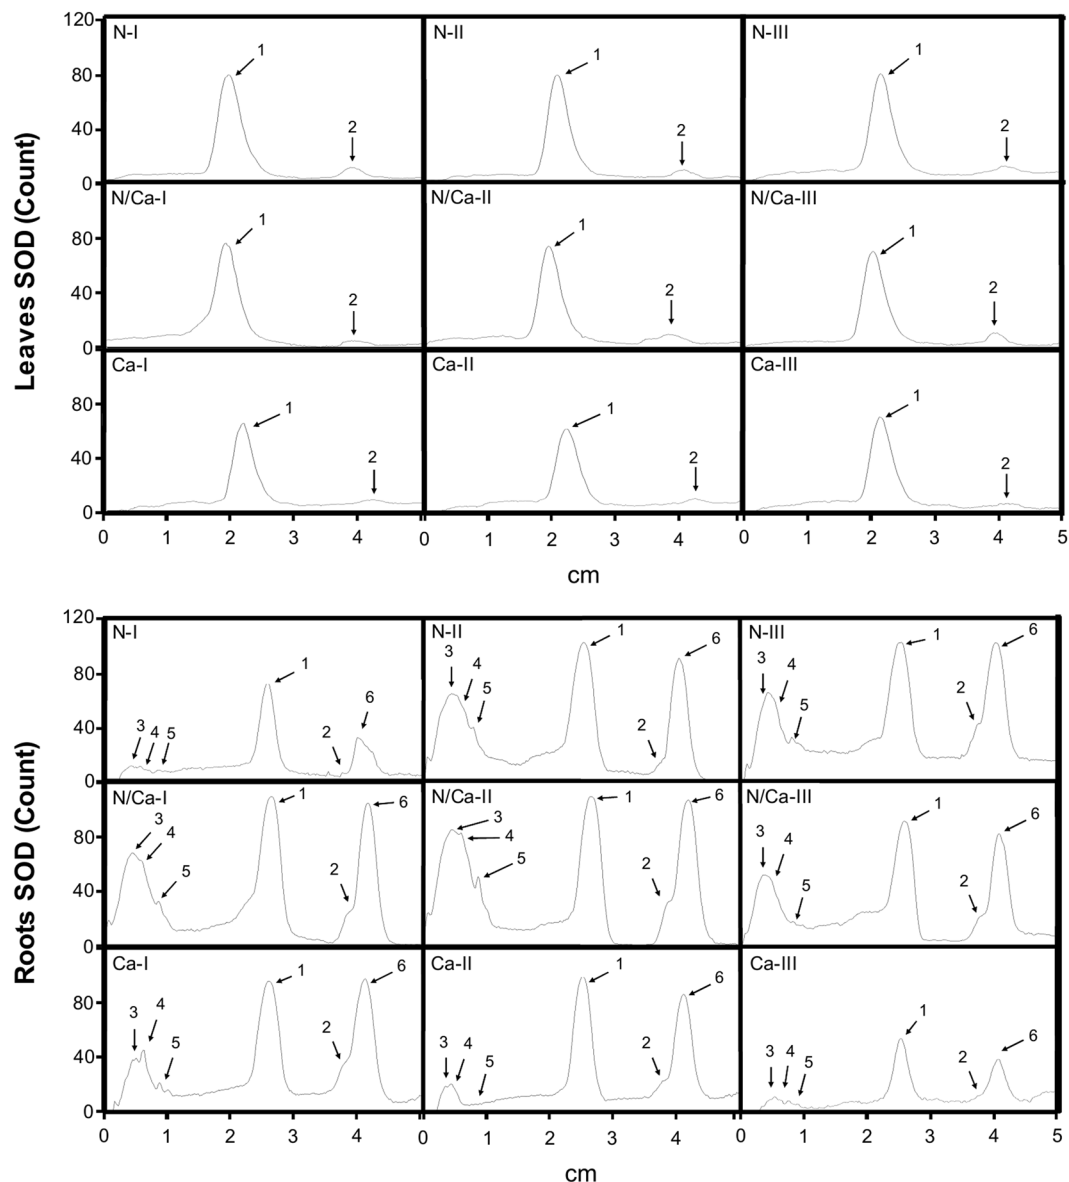 Leaves SOD (Count)
120
80
40
0
N-I
1
2
N-II
1
2
N-III
1
2
80
40
0
N/Ca-I
1
2
N/Ca-II
1
2
N/Ca-III
1
2
80
40
0
Ca-I
1
2
Ca-II
1
2
Ca-III
1
2
0 1 2 3 4 0 1 2 3 4 0 1 2 3 4 5
cm
Roots SOD (Count)
120
80
40
0
N-I
3 4 5 1 2 6
N-II
3 4 5 1 2 6
N-III
3 4 5 1 2 6
80
40
0
N/Ca-I
3 4 5 1 2 6
N/Ca-II
3 4 5 1 2 6
N/Ca-III
3 4 5 1 2 6
80
40
0
Ca-I
3 4 5 1 2 6
Ca-II
3 4 5 1 2 6
Ca-III
3 4 5 1 2 6
0 1 2 3 4 0 1 2 3 4 0 1 2 3 4 5
cm